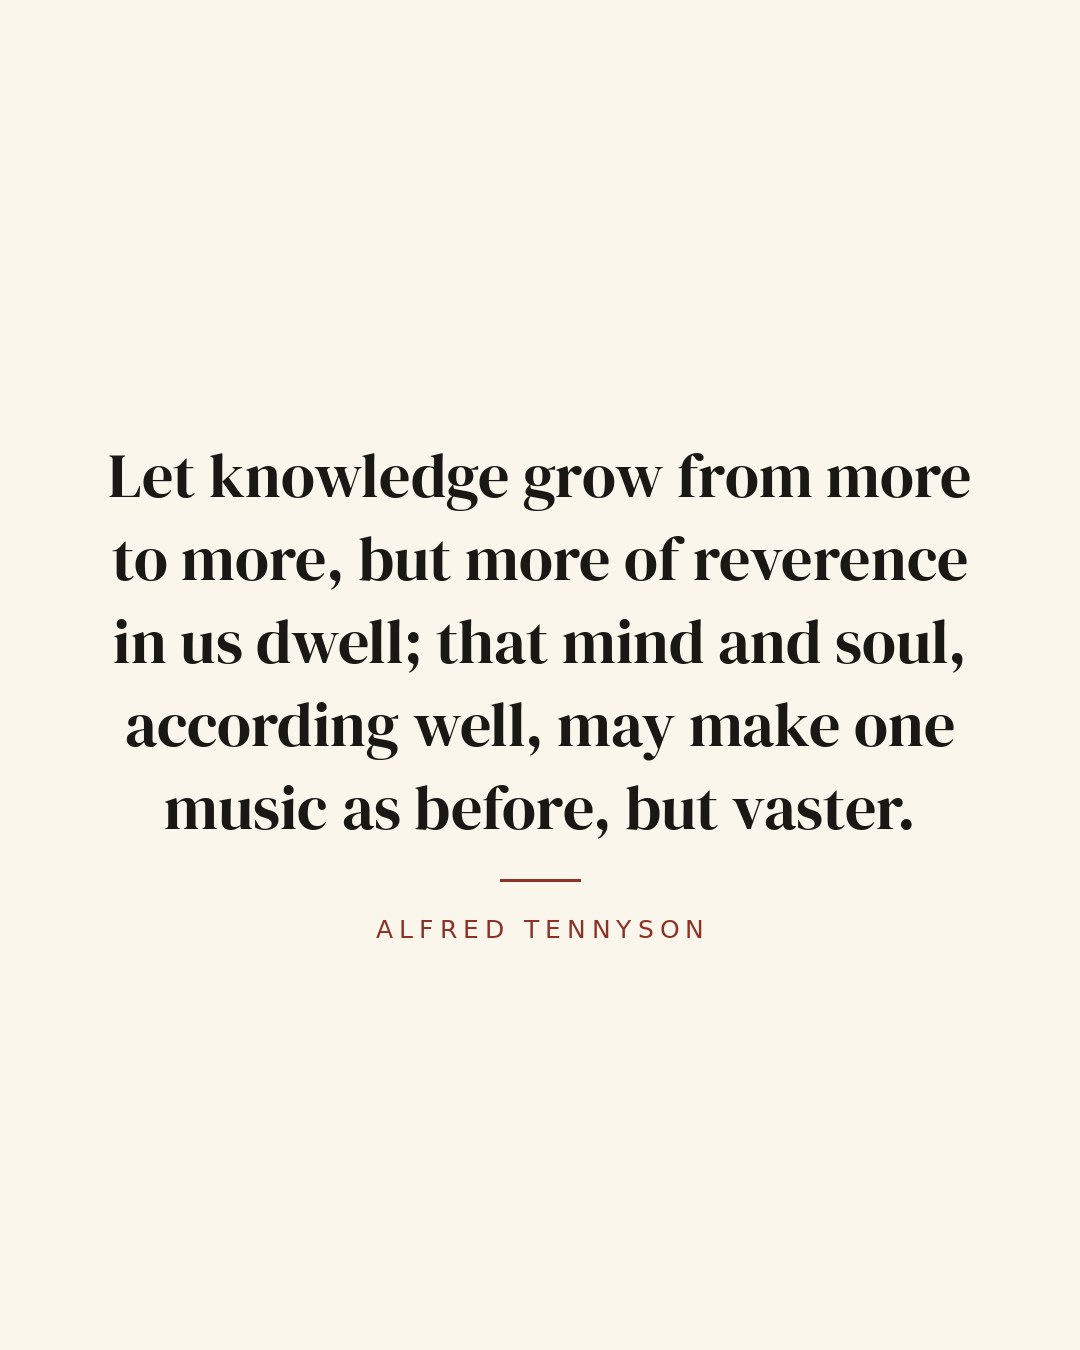 Let knowledge grow from more
to more, but more of reverence
in us dwell; that mind and soul,
according well, may make one
music as before, but vaster.
ALFRED TENNYSON